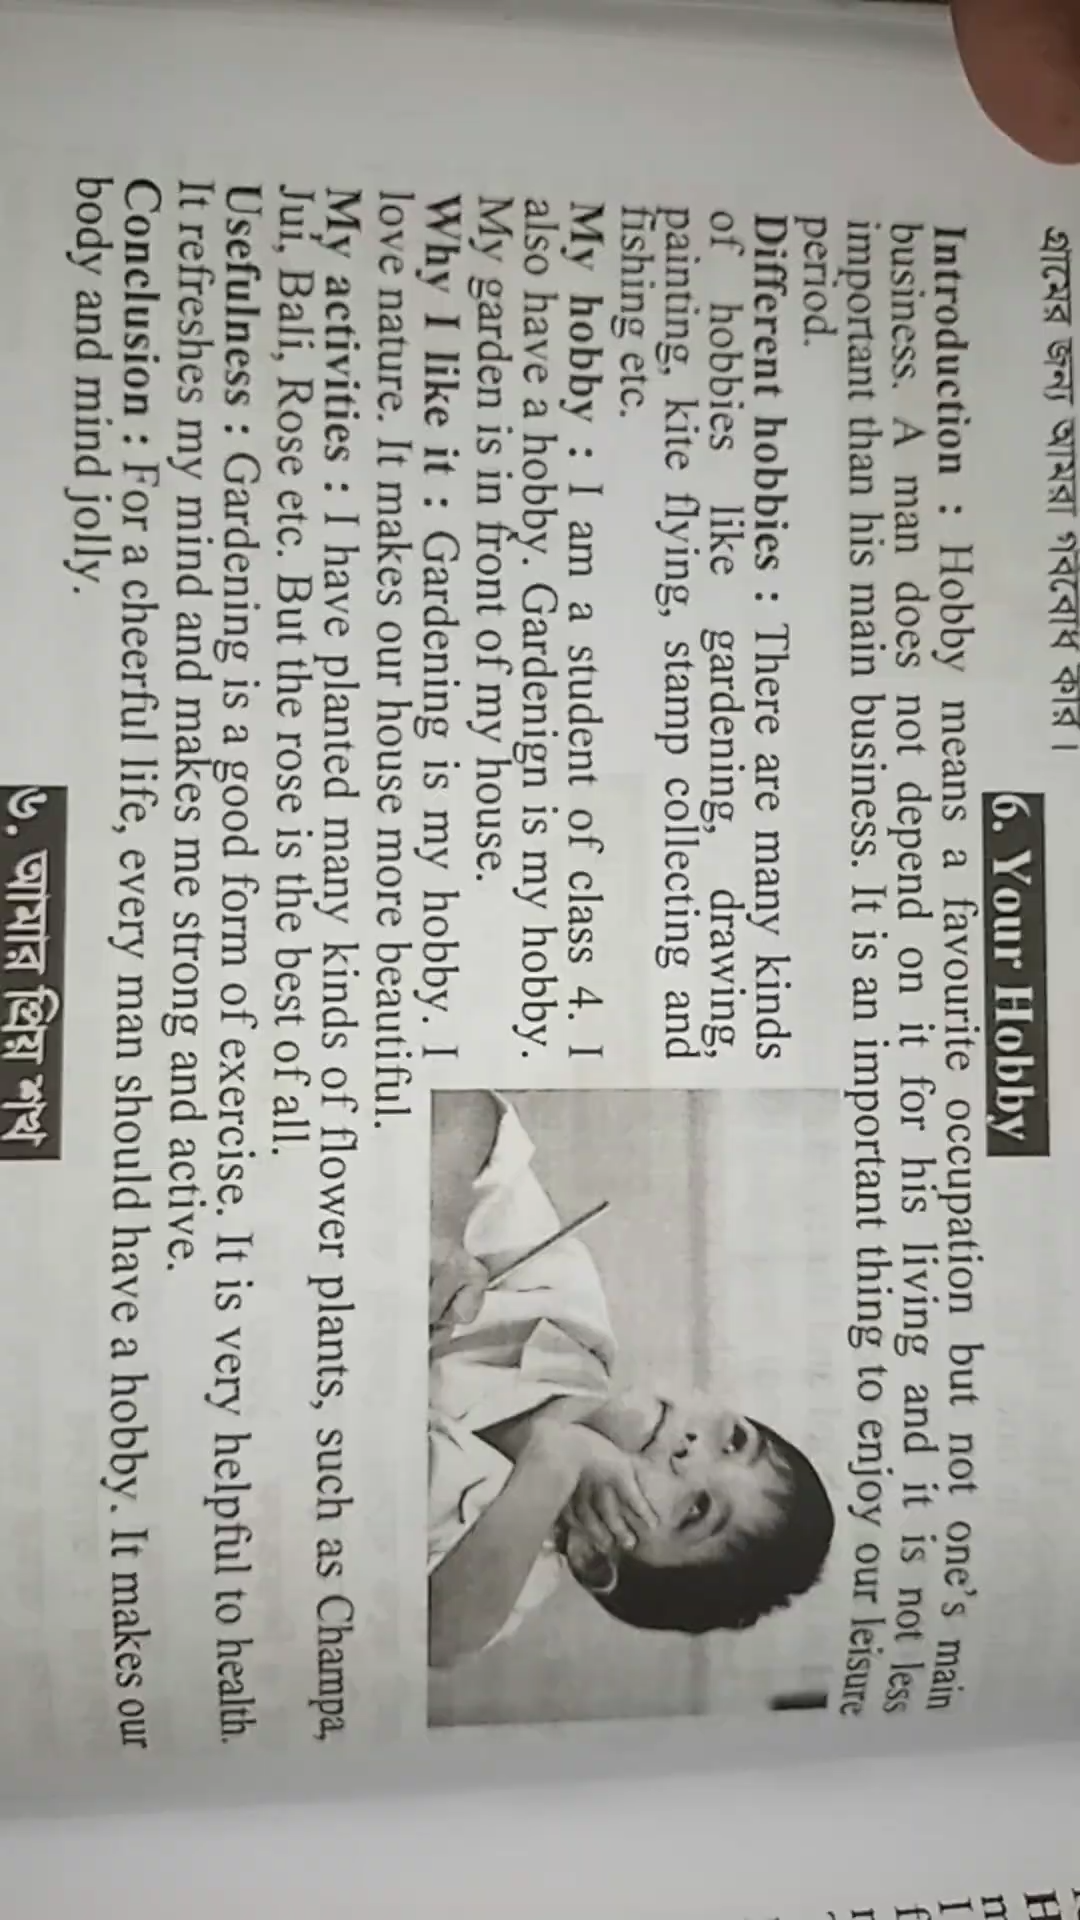 গ্রামের জন্য আমরা গর্ববোধ করি।
6. Your Hobby
Introduction : Hobby means a favourite occupation but not one's main
business. A man does not depend on it for his living and it is not less
important than his main business. It is an important thing to enjoy our leisure
period.
Different hobbies : There are many kinds
of hobbies like gardening, drawing,
painting, kite flying, stamp collecting and
fishing etc.
My hobby : I am a student of class 4. I
also have a hobby. Gardenign is my hobby.
My garden is in front of my house.
Why I like it : Gardening is my hobby. I
love nature. It makes our house more beautiful.
My activities : I have planted many kinds of flower plants, such as Champa,
Jui, Bali, Rose etc. But the rose is the best of all.
Usefulness : Gardening is a good form of exercise. It is very helpful to health.
It refreshes my mind and makes me strong and active.
Conclusion : For a cheerful life, every man should have a hobby. It makes our
body and mind jolly.
৬. আমার প্রিয় শখ